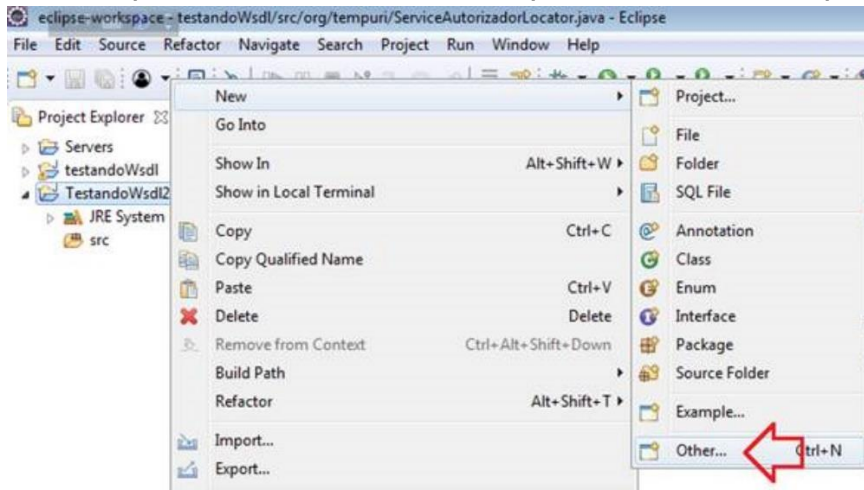 eclipse-workspace - testandoWsdl/src/org/tempuri/ServiceAutorizadorLocator.java - Eclipse
File Edit Source Refactor Navigate Search Project Run Window Help
Project Explorer
Servers
testandoWsdl
TestandoWsdl2
JRE System
src
New
Go Into
Show In Alt+Shift+W
Show in Local Terminal
Copy Ctrl+C
Copy Qualified Name
Paste Ctrl+V
Delete Delete
Remove from Context Ctrl+Alt+Shift+Down
Build Path
Refactor Alt+Shift+T
Import...
Export...
Project...
File
Folder
SQL File
Annotation
Class
Enum
Interface
Package
Source Folder
Example...
Other... Ctrl+N